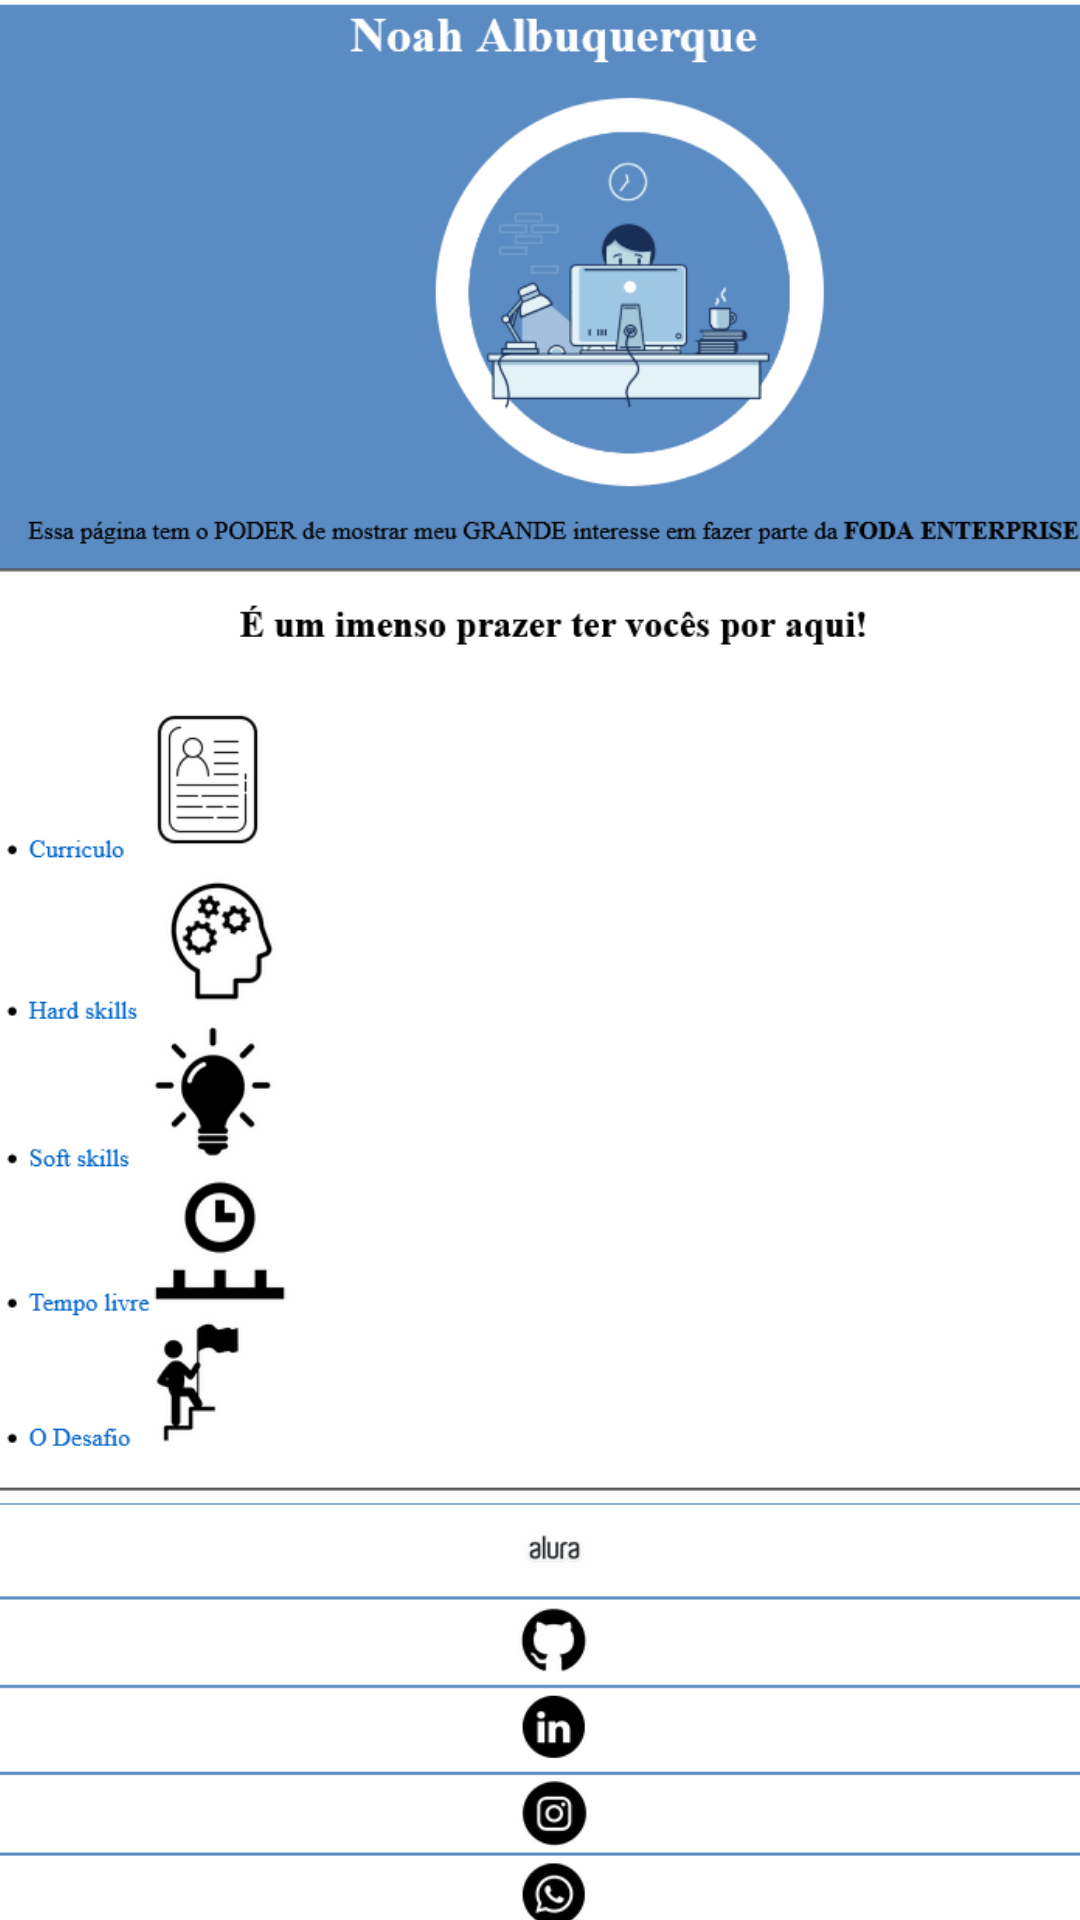 Noah Albuquerque
Essa página tem o PODER de mostrar meu GRANDE interesse em fazer parte da FODA ENTERPRISE
É um imenso prazer ter vocês por aqui!
Curriculo
Hard skills
Soft skills
Tempo livre
O Desafio
alura
in